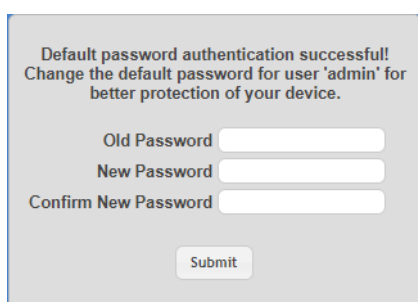 Default password authentication successful!
Change the default password for user 'admin' for
better protection of your device.
Old Password
New Password
Confirm New Password
Submit